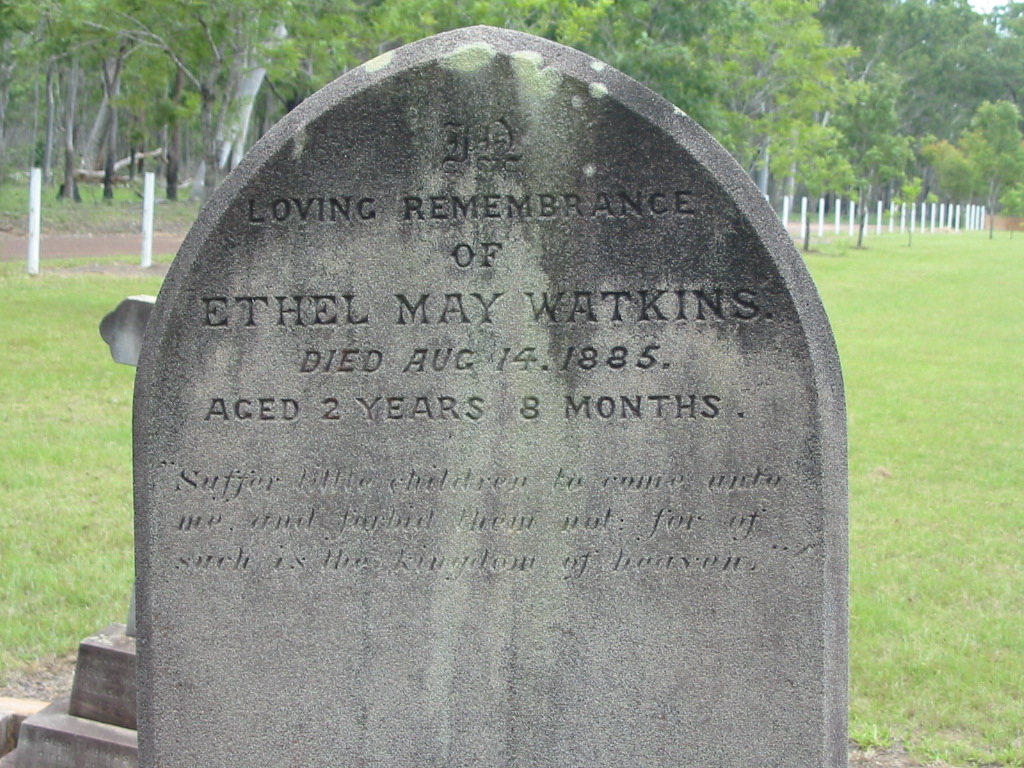 In
LOVING REMEMBRANCE
OF
ETHEL MAY WATKINS.
DIED AUG 14. 1885.
AGED 2 YEARS 8 MONTHS.
"Suffer little children to come unto
me, and forbid them not: for of
such is the kingdom of heaven."